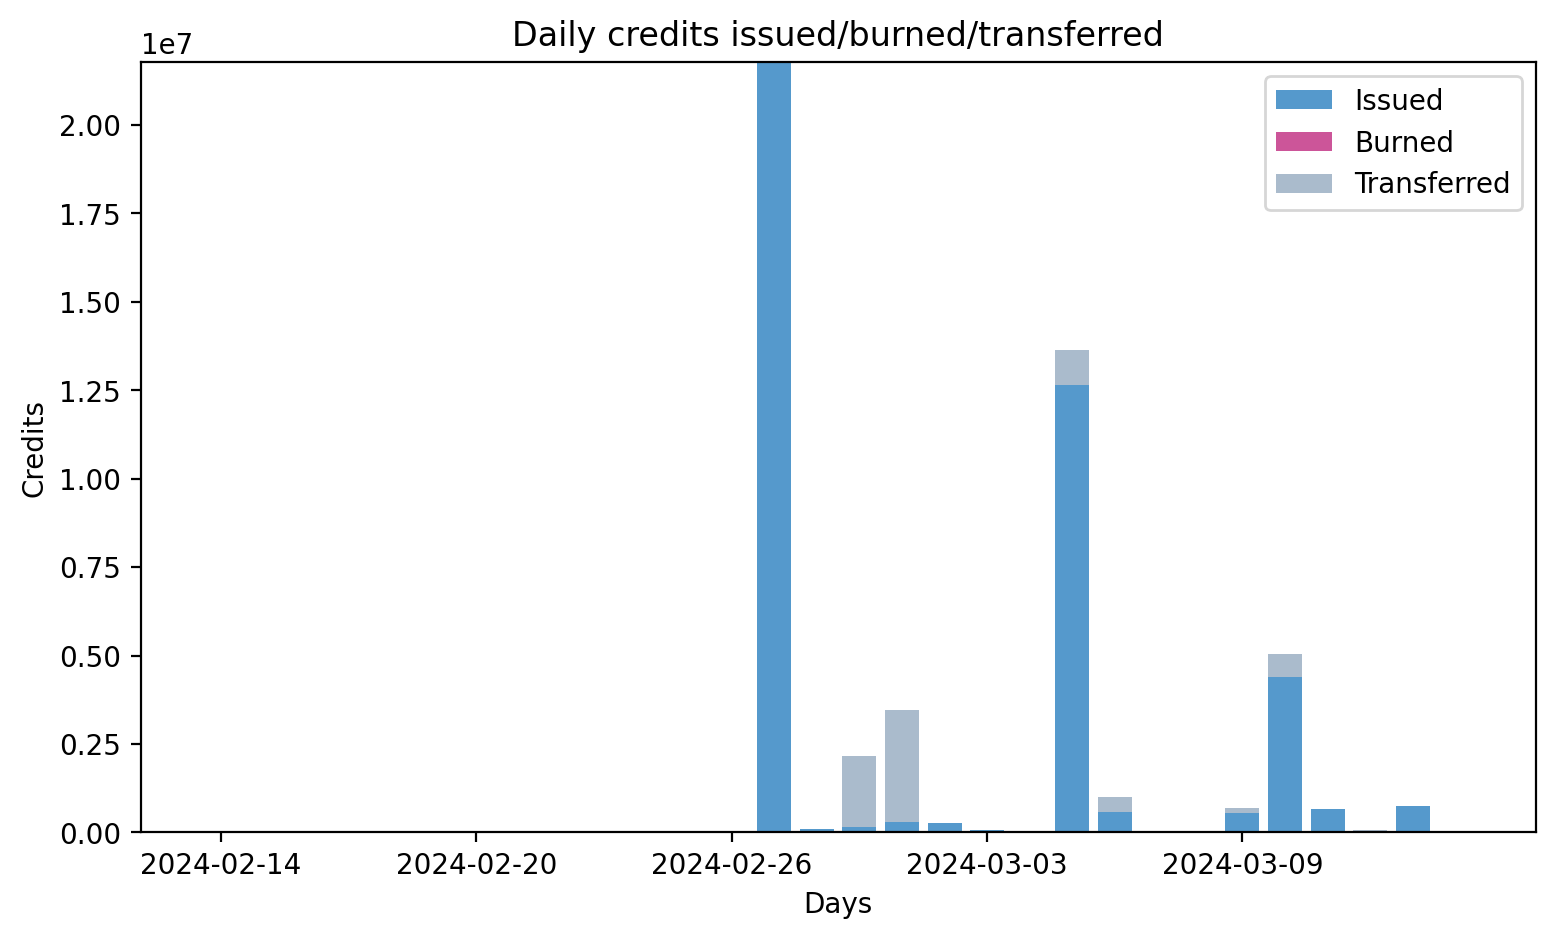 Daily credits issued/burned/transferred
1e7
Issued
Burned
Transferred
2.00
1.75
1.50
1.25
1.00
0.75
0.50
0.25
0.00
Credits
2024-02-14 2024-02-20 2024-02-26 2024-03-03 2024-03-09
Days